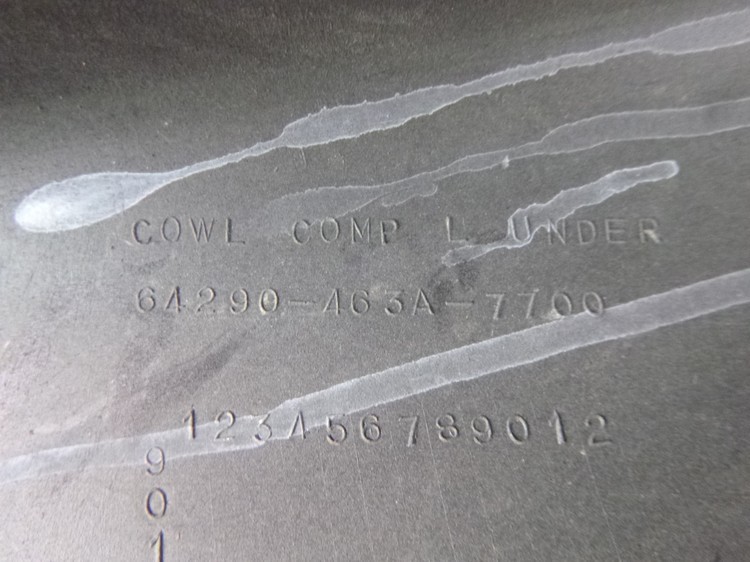 COWL COMP L UNDER
64290-463A-7700
123456789012
9
0
1